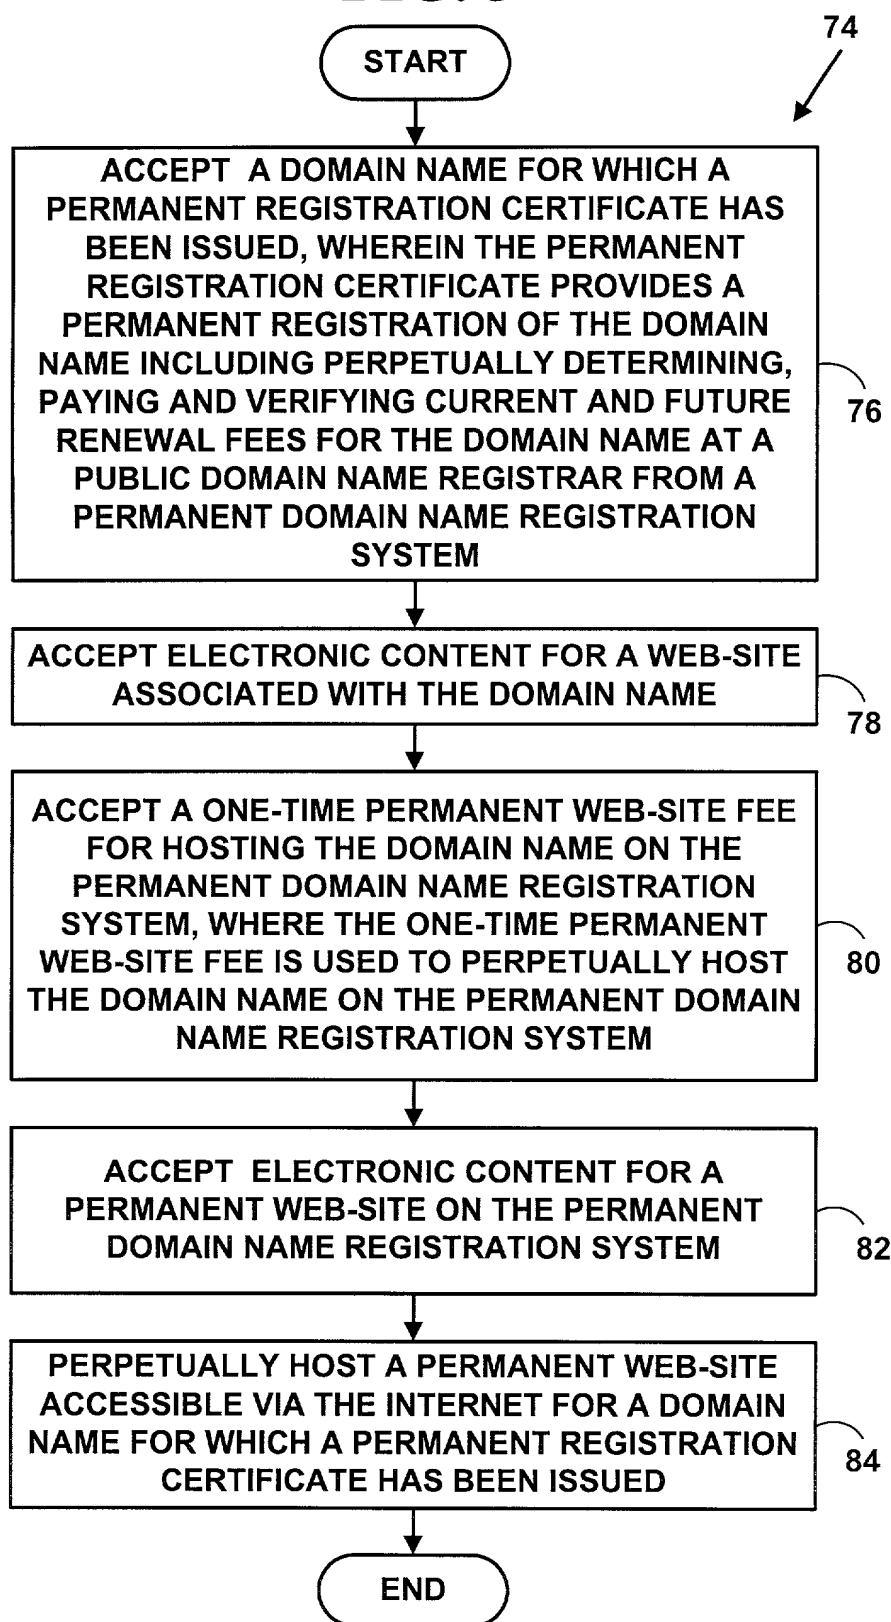 74
START
ACCEPT A DOMAIN NAME FOR WHICH A
PERMANENT REGISTRATION CERTIFICATE HAS
BEEN ISSUED, WHEREIN THE PERMANENT
REGISTRATION CERTIFICATE PROVIDES A
PERMANENT REGISTRATION OF THE DOMAIN
NAME INCLUDING PERPETUALLY DETERMINING,
PAYING AND VERIFYING CURRENT AND FUTURE
RENEWAL FEES FOR THE DOMAIN NAME AT A
PUBLIC DOMAIN NAME REGISTRAR FROM A
PERMANENT DOMAIN NAME REGISTRATION
SYSTEM
76
ACCEPT ELECTRONIC CONTENT FOR A WEB-SITE
ASSOCIATED WITH THE DOMAIN NAME
78
ACCEPT A ONE-TIME PERMANENT WEB-SITE FEE
FOR HOSTING THE DOMAIN NAME ON THE
PERMANENT DOMAIN NAME REGISTRATION
SYSTEM, WHERE THE ONE-TIME PERMANENT
WEB-SITE FEE IS USED TO PERPETUALLY HOST
THE DOMAIN NAME ON THE PERMANENT DOMAIN
NAME REGISTRATION SYSTEM
80
ACCEPT ELECTRONIC CONTENT FOR A
PERMANENT WEB-SITE ON THE PERMANENT
DOMAIN NAME REGISTRATION SYSTEM
82
PERPETUALLY HOST A PERMANENT WEB-SITE
ACCESSIBLE VIA THE INTERNET FOR A DOMAIN
NAME FOR WHICH A PERMANENT REGISTRATION
CERTIFICATE HAS BEEN ISSUED
84
END